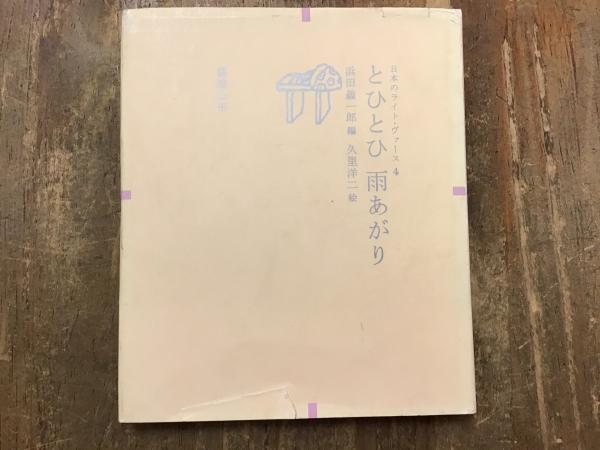 日本のライト・ヴァース 4
とひとひ 雨あがり
浜田義一郎 編 久里洋二 絵